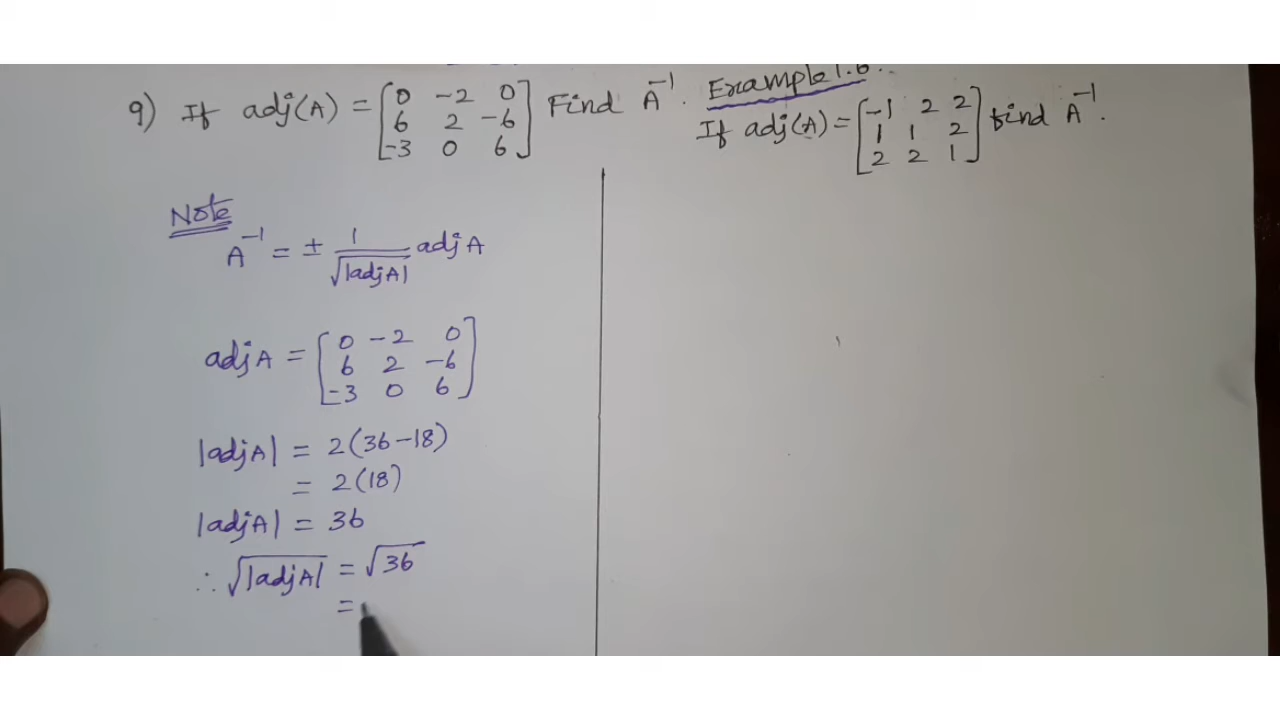 9) If adj(A) = [0 -2 0
6 2 -6
-3 0 6] Find A⁻¹.
Example 1.6.
If adj(A) = [-1 2 2
1 1 2
2 2 1] find A⁻¹.
Note
A⁻¹ = ± 1/√|adjA| adjA
adjA = [0 -2 0
6 2 -6
-3 0 6]
|adjA| = 2(36-18)
= 2(18)
|adjA| = 36
∴ √|adjA| = √36
=